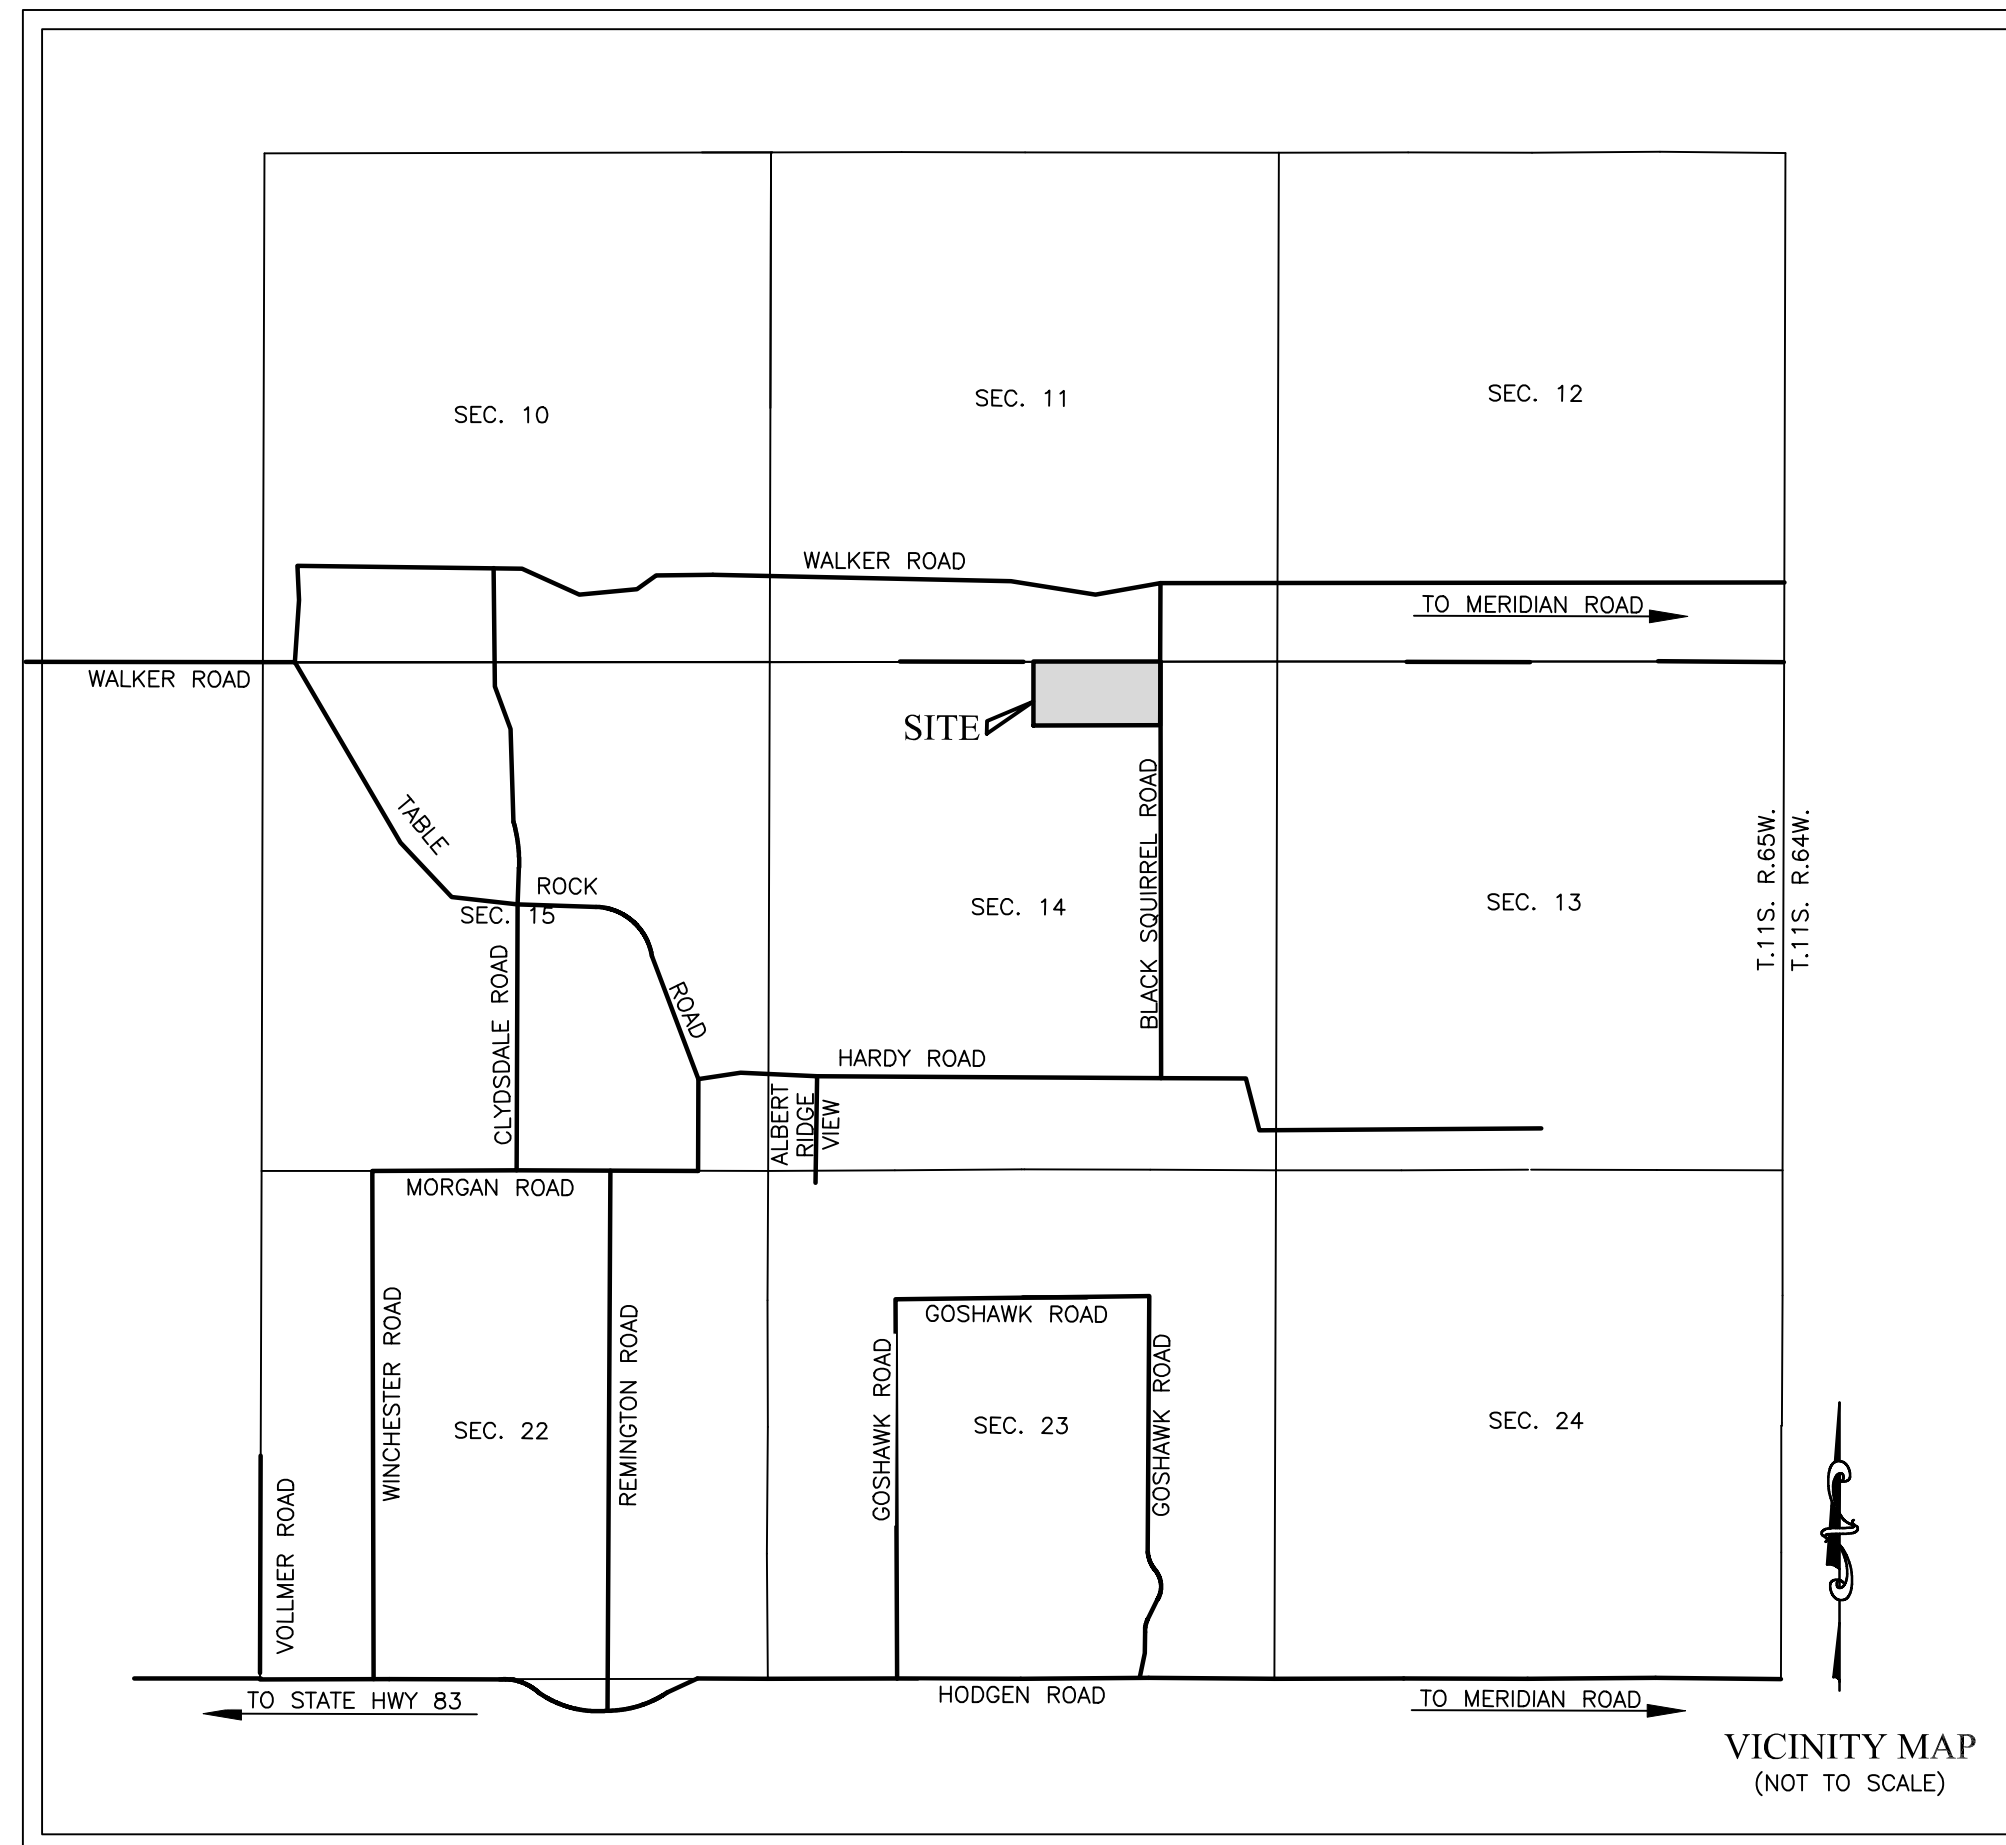 SEC. 10
SEC. 11
SEC. 12
WALKER ROAD
TO MERIDIAN ROAD
WALKER ROAD
SITE
TABLE
ROCK
ROAD
SEC. 15
SEC. 14
SEC. 13
BLACK SQUIRREL ROAD
T.11S. R.65W.
T.11S. R.64W.
CLYDSDALE ROAD
HARDY ROAD
ALBERT
RIDGE
VIEW
MORGAN ROAD
WINCHESTER ROAD
REMINGTON ROAD
GOSHAWK ROAD
GOSHAWK ROAD
GOSHAWK ROAD
SEC. 22
SEC. 23
SEC. 24
VOLLMER ROAD
TO STATE HWY 83
HODGEN ROAD
TO MERIDIAN ROAD
VICINITY MAP
(NOT TO SCALE)